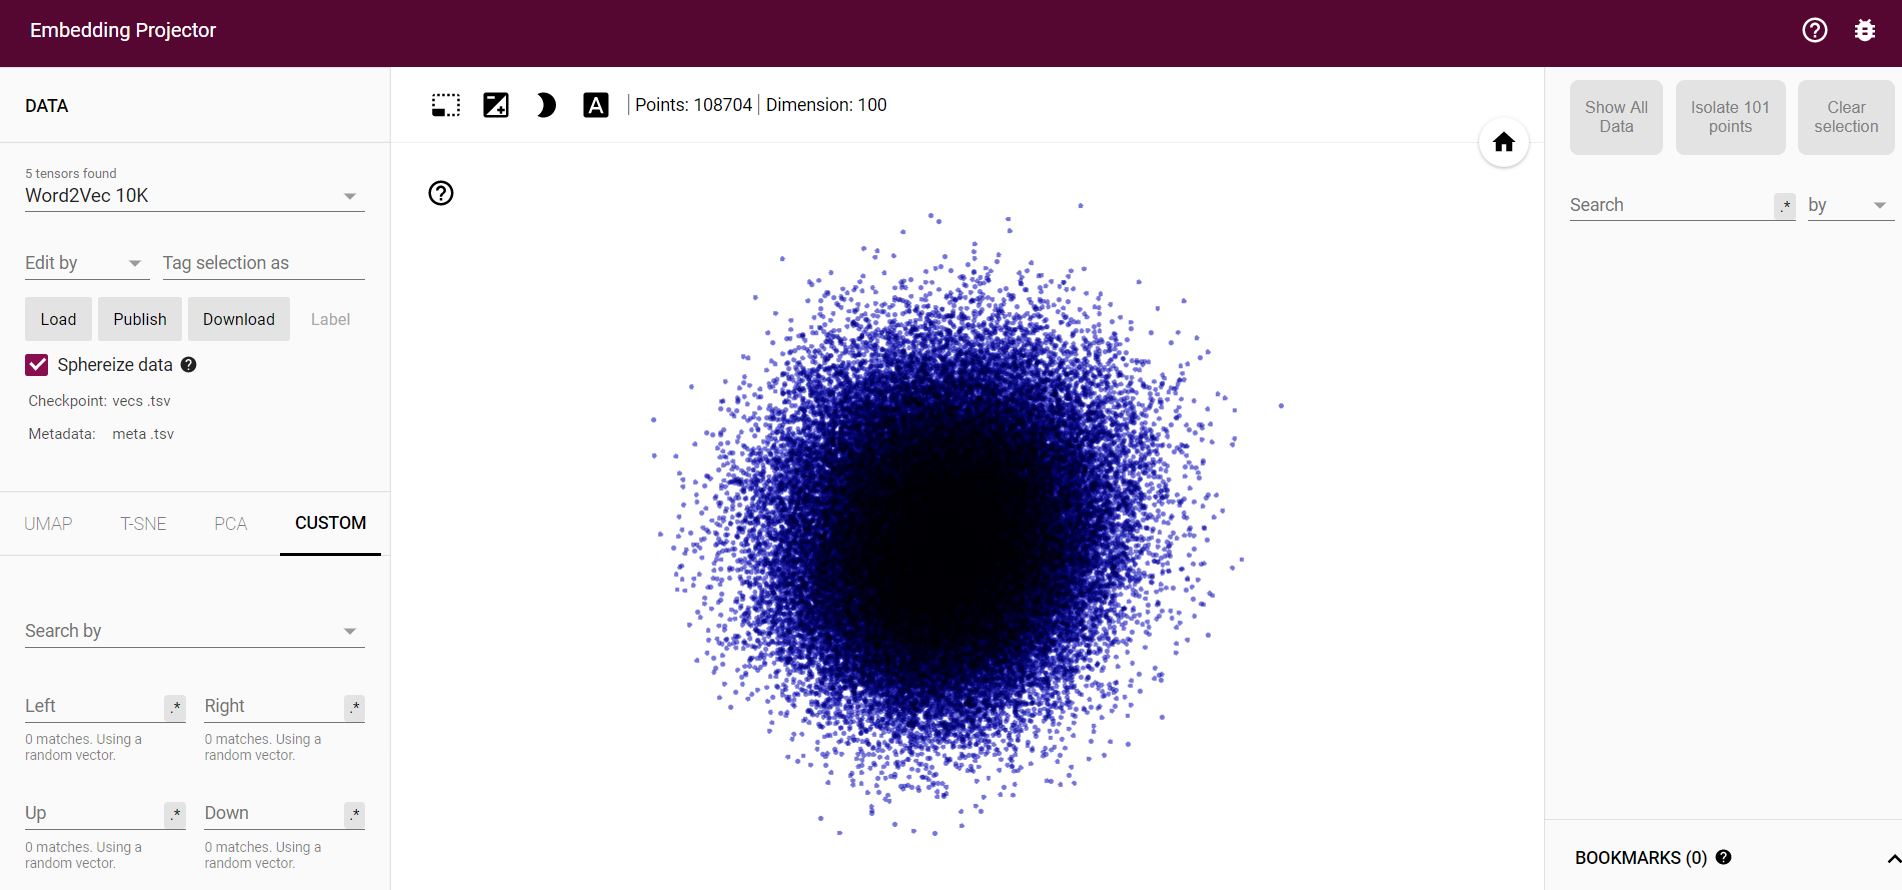 Embedding Projector
DATA
5 tensors found
Word2Vec 10K
Edit by
Tag selection as
Load
Publish
Download
Label
Sphereize data
Checkpoint: vecs .tsv
Metadata: meta .tsv
UMAP
T-SNE
PCA
CUSTOM
Search by
Left
.*
Right
.*
0 matches. Using a
random vector.
0 matches. Using a
random vector.
Up
.*
Down
.*
0 matches. Using a
random vector.
0 matches. Using a
random vector.
A
Points: 108704
Dimension: 100
Show All
Data
Isolate 101
points
Clear
selection
Search
.*
by
BOOKMARKS (0)